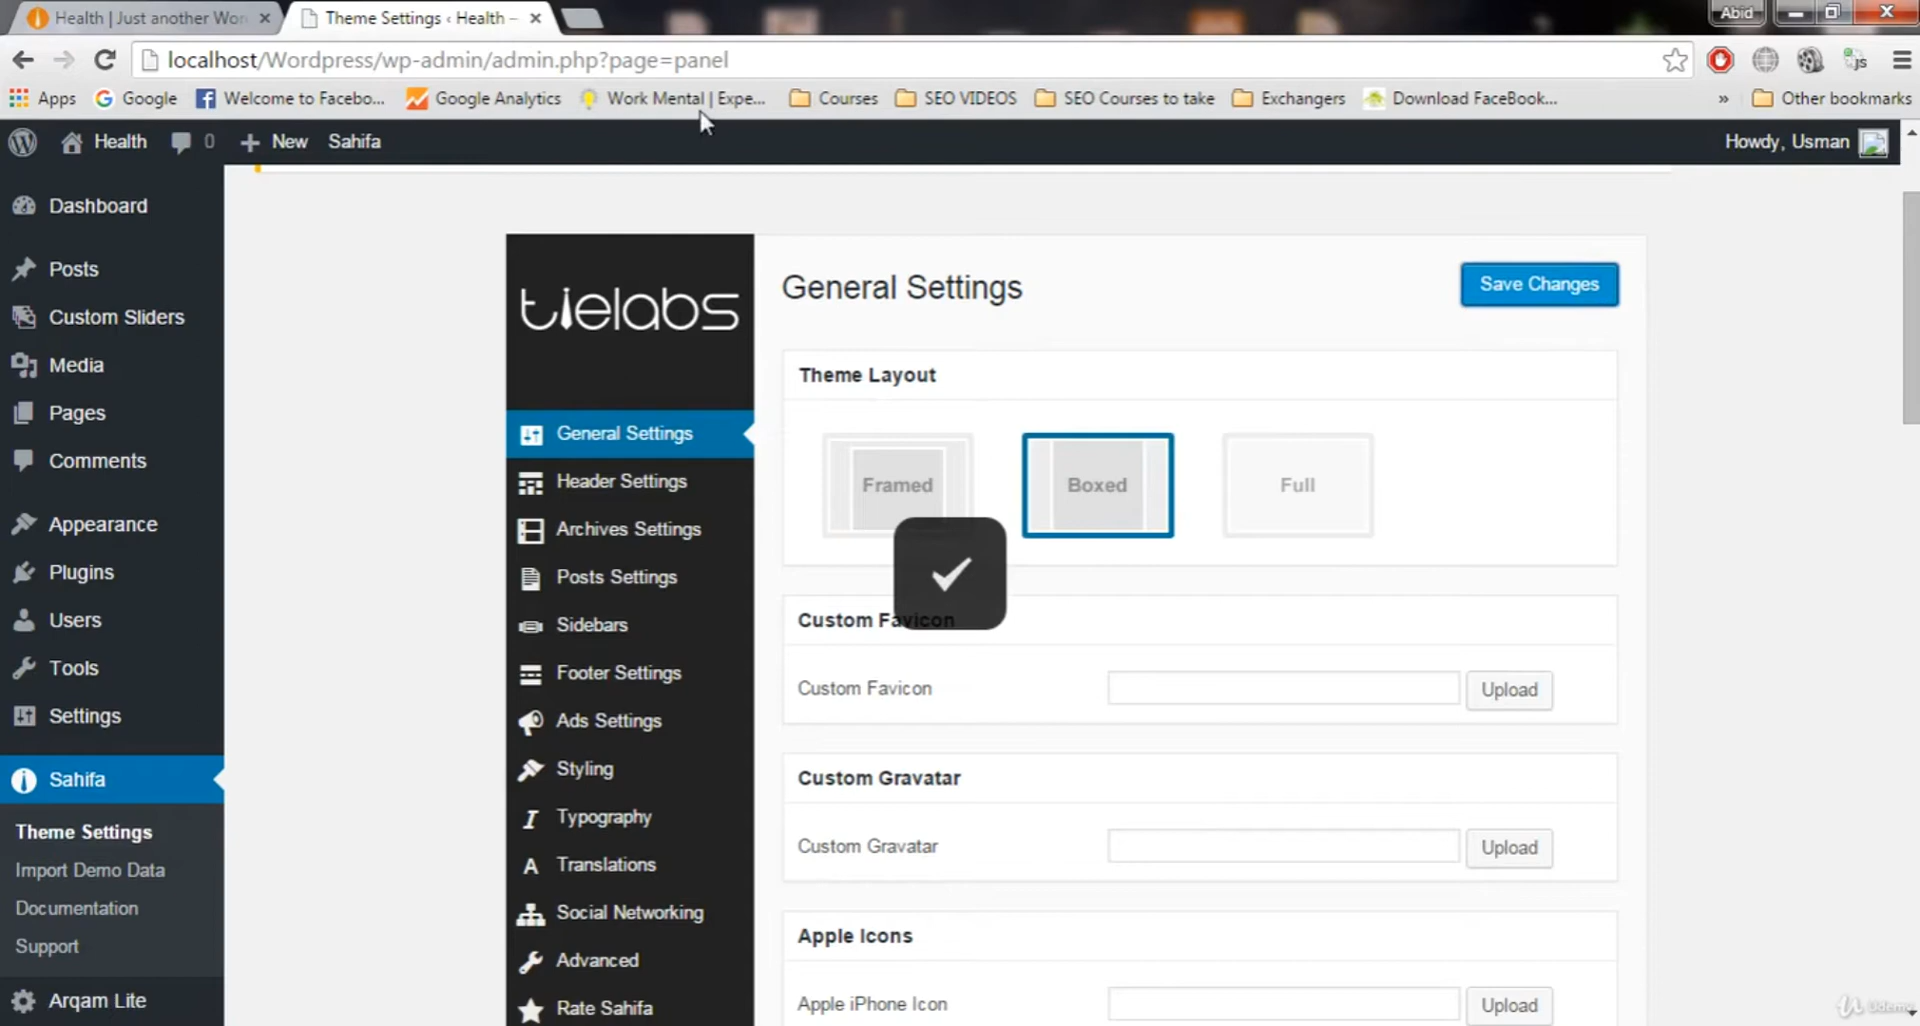 Health | Just another Wor
Theme Settings ‹ Health –
Abid
localhost/Wordpress/wp-admin/admin.php?page=panel
Apps
Google
Welcome to Facebo...
Google Analytics
Work Mental | Expe...
Courses
SEO VIDEOS
SEO Courses to take
Exchangers
Download FaceBook...
»
Other bookmarks
Health
0
New
Sahifa
Howdy, Usman
Dashboard
Posts
Custom Sliders
Media
Pages
Comments
Appearance
Plugins
Users
Tools
Settings
Sahifa
Theme Settings
Import Demo Data
Documentation
Support
Arqam Lite
tielabs
General Settings
Header Settings
Archives Settings
Posts Settings
Sidebars
Footer Settings
Ads Settings
Styling
Typography
Translations
Social Networking
Advanced
Rate Sahifa
General Settings
Save Changes
Theme Layout
Framed
Boxed
Full
Custom Favicon
Custom Favicon
Upload
Custom Gravatar
Custom Gravatar
Upload
Apple Icons
Apple iPhone Icon
Upload
Udemy